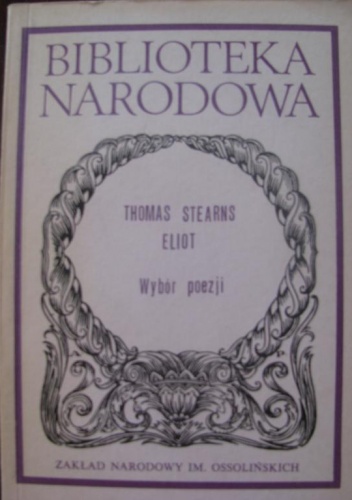 BIBLIOTEKA
NARODOWA
THOMAS STEARNS
ELIOT
Wybór poezji
ZAKŁAD NARODOWY IM. OSSOLIŃSKICH